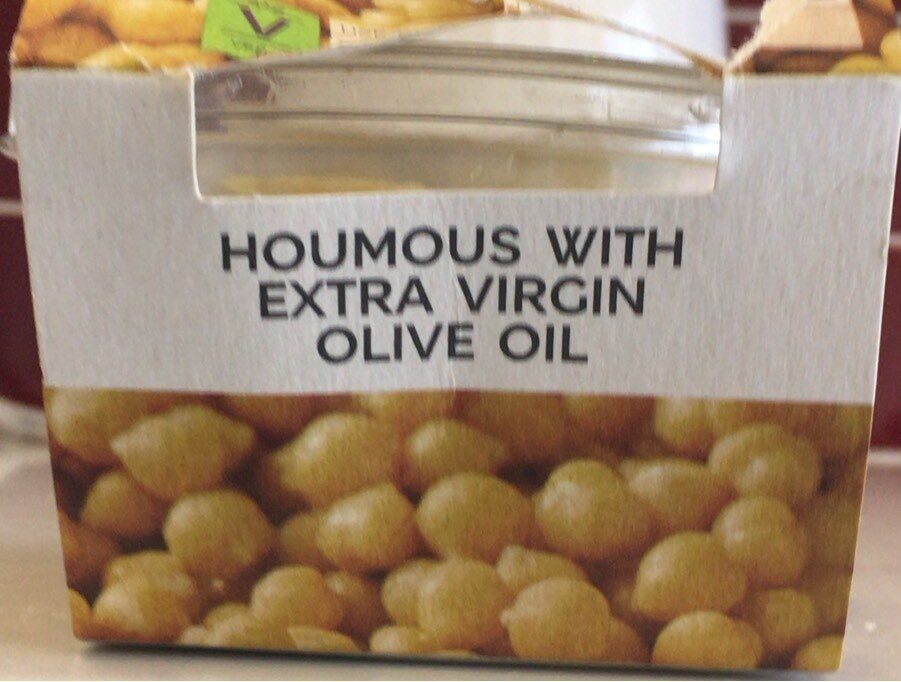 HOUMOUS WITH
EXTRA VIRGIN
OLIVE OIL